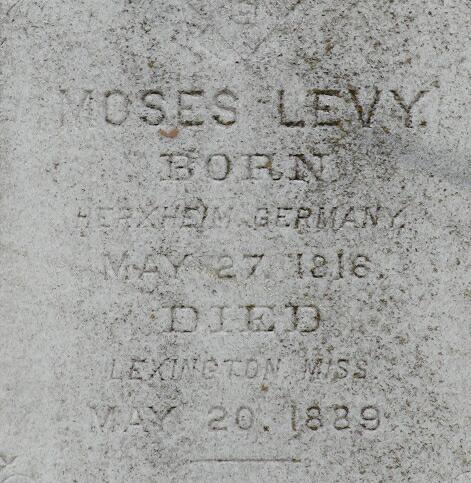 MOSES LEVY.
BORN
HERXHEIM, GERMANY,
MAY 27, 1816.
DIED
LEXINGTON, MISS.
MAY 20, 1889